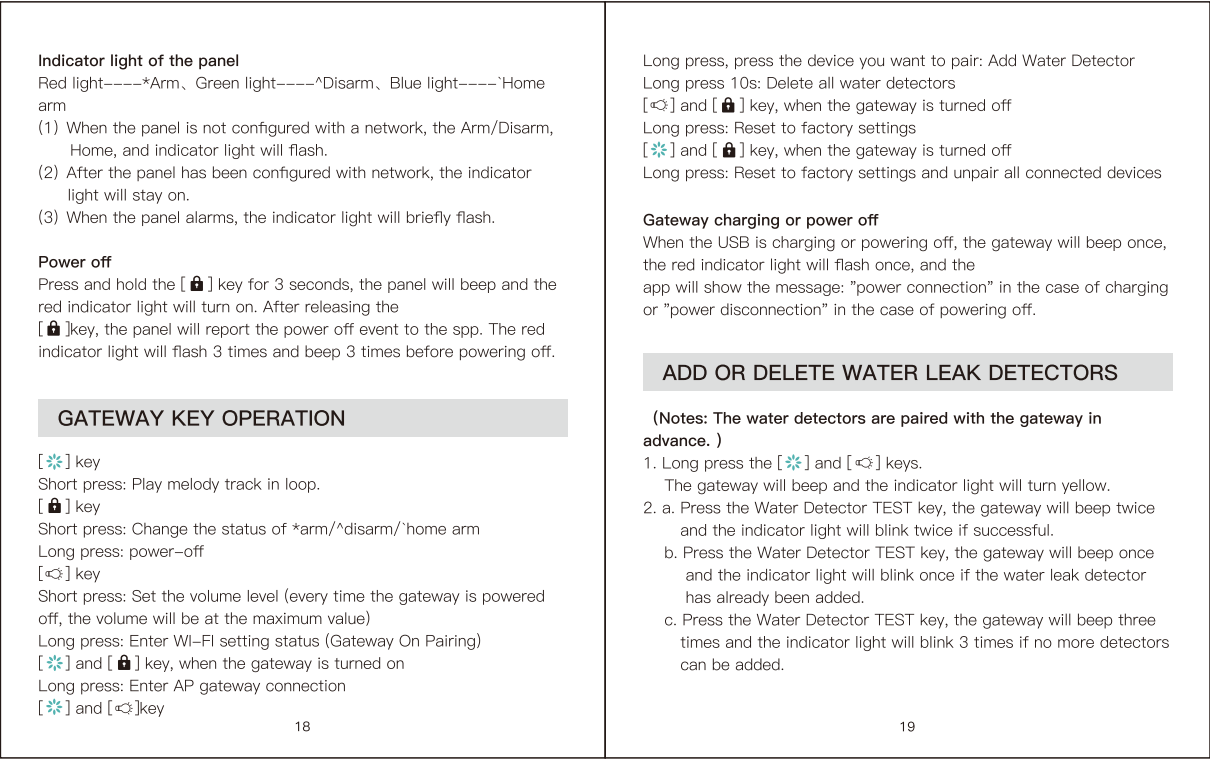 Indicator light of the panel
Red light----*Arm、Green light----^Disarm、Blue light----`Home
arm
(1) When the panel is not configured with a network, the Arm/Disarm,
Home, and indicator light will flash.
(2) After the panel has been configured with network, the indicator
light will stay on.
(3) When the panel alarms, the indicator light will briefly flash.
Power off
Press and hold the [ ] key for 3 seconds, the panel will beep and the
red indicator light will turn on. After releasing the
[ ]key, the panel will report the power off event to the spp. The red
indicator light will flash 3 times and beep 3 times before powering off.
GATEWAY KEY OPERATION
[ ] key
Short press: Play melody track in loop.
[ ] key
Short press: Change the status of *arm/^disarm/`home arm
Long press: power-off
[ ] key
Short press: Set the volume level (every time the gateway is powered
off, the volume will be at the maximum value)
Long press: Enter WI-FI setting status (Gateway On Pairing)
[ ] and [ ] key, when the gateway is turned on
Long press: Enter AP gateway connection
[ ] and [ ]key
18
Long press, press the device you want to pair: Add Water Detector
Long press 10s: Delete all water detectors
[ ] and [ ] key, when the gateway is turned off
Long press: Reset to factory settings
[ ] and [ ] key, when the gateway is turned off
Long press: Reset to factory settings and unpair all connected devices
Gateway charging or power off
When the USB is charging or powering off, the gateway will beep once,
the red indicator light will flash once, and the
app will show the message: "power connection" in the case of charging
or "power disconnection" in the case of powering off.
ADD OR DELETE WATER LEAK DETECTORS
(Notes: The water detectors are paired with the gateway in
advance. )
1. Long press the [ ] and [ ] keys.
The gateway will beep and the indicator light will turn yellow.
2. a. Press the Water Detector TEST key, the gateway will beep twice
and the indicator light will blink twice if successful.
b. Press the Water Detector TEST key, the gateway will beep once
and the indicator light will blink once if the water leak detector
has already been added.
c. Press the Water Detector TEST key, the gateway will beep three
times and the indicator light will blink 3 times if no more detectors
can be added.
19